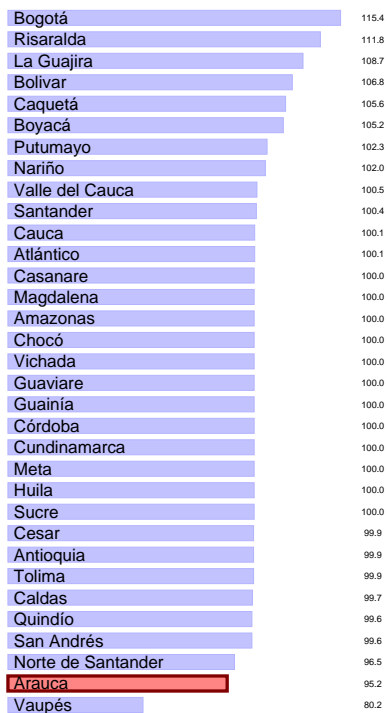 Bogotá 115.4
Risaralda 111.8
La Guajira 108.7
Bolivar 106.8
Caquetá 105.6
Boyacá 105.2
Putumayo 102.3
Nariño 102.0
Valle del Cauca 100.5
Santander 100.4
Cauca 100.1
Atlántico 100.1
Casanare 100.0
Magdalena 100.0
Amazonas 100.0
Chocó 100.0
Vichada 100.0
Guaviare 100.0
Guainía 100.0
Córdoba 100.0
Cundinamarca 100.0
Meta 100.0
Huila 100.0
Sucre 100.0
Cesar 99.9
Antioquia 99.9
Tolima 99.9
Caldas 99.7
Quindío 99.6
San Andrés 99.6
Norte de Santander 96.5
Arauca 95.2
Vaupés 80.2